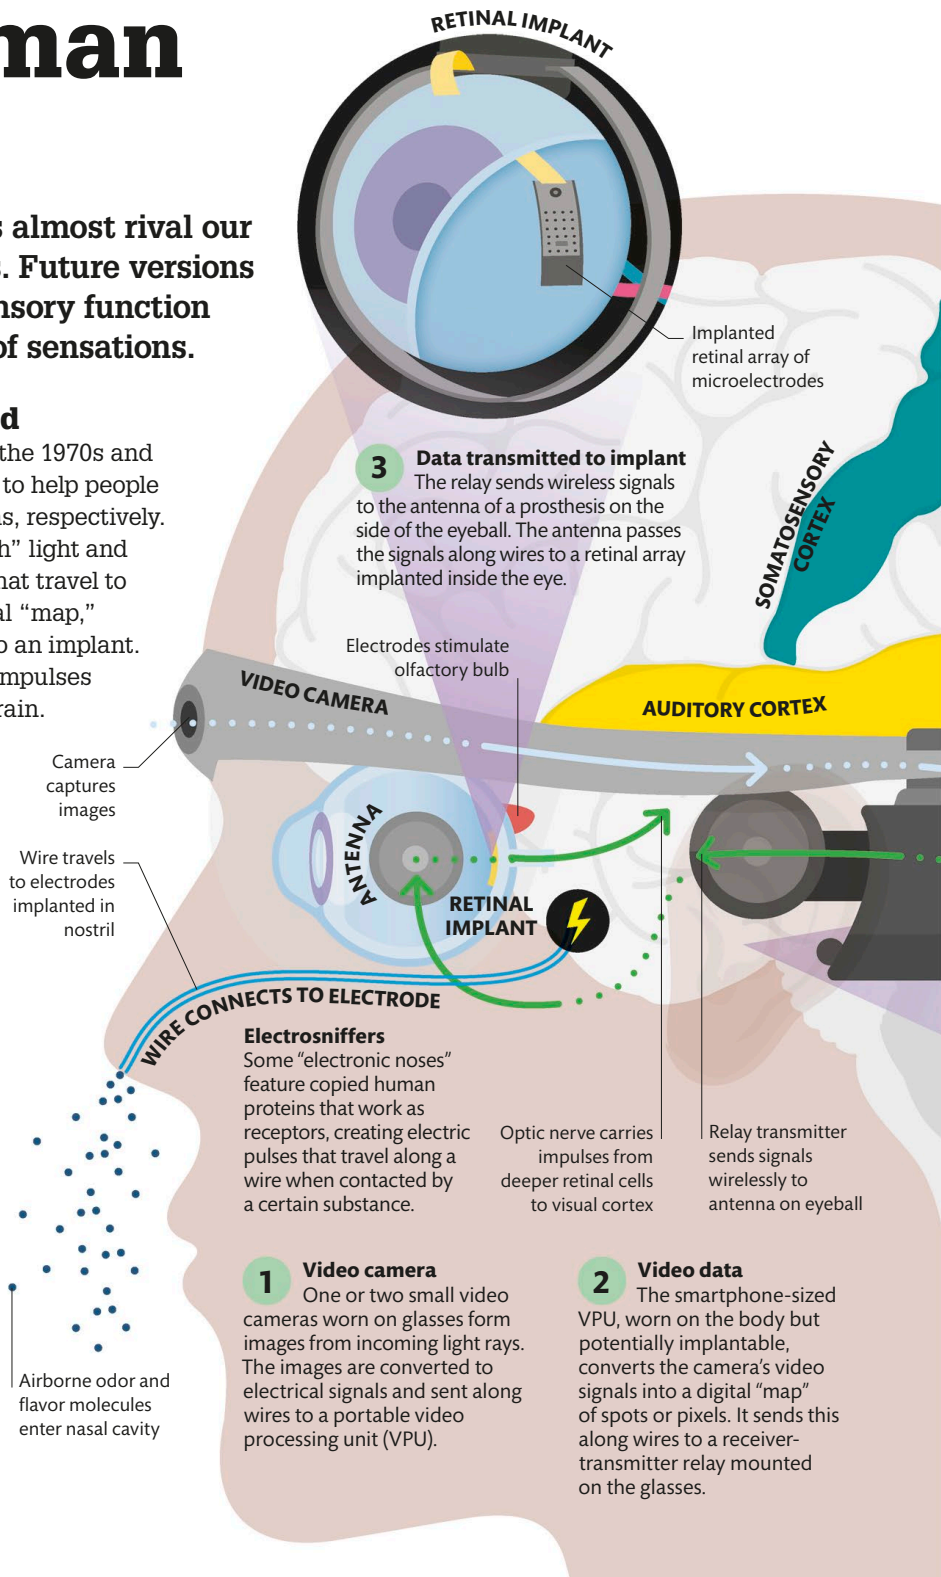 RETINAL IMPLANT
almost rival our
Future versions
function
of sensations.
the 1970s and
to help people
respectively.
light and
travel to
“map,”
an implant.
Implanted
retinal array of
microelectrodes
3 Data transmitted to implant
The relay sends wireless signals
to the antenna of a prosthesis on the
side of the eyeball. The antenna passes
the signals along wires to a retinal array
implanted inside the eye.
SOMATOSENSORY
CORTEX
Electrodes stimulate
olfactory bulb
VIDEO CAMERA
AUDITORY CORTEX
Camera
captures
images
ANTENNA
Wire travels
to electrodes
implanted in
nostril
RETINAL
IMPLANT
WIRE CONNECTS TO ELECTRODE
Electrosniffers
Some “electronic noses”
feature copied human
proteins that work as
receptors, creating electric
pulses that travel along a
wire when contacted by
a certain substance.
Optic nerve carries
impulses from
deeper retinal cells
to visual cortex
Relay transmitter
sends signals
wirelessly to
antenna on eyeball
1 Video camera
One or two small video
cameras worn on glasses form
images from incoming light rays.
The images are converted to
electrical signals and sent along
wires to a portable video
processing unit (VPU).
2 Video data
The smartphone-sized
VPU, worn on the body but
potentially implantable,
converts the camera’s video
signals into a digital “map”
of spots or pixels. It sends this
along wires to a receiver-
transmitter relay mounted
on the glasses.
Airborne odor and
flavor molecules
enter nasal cavity